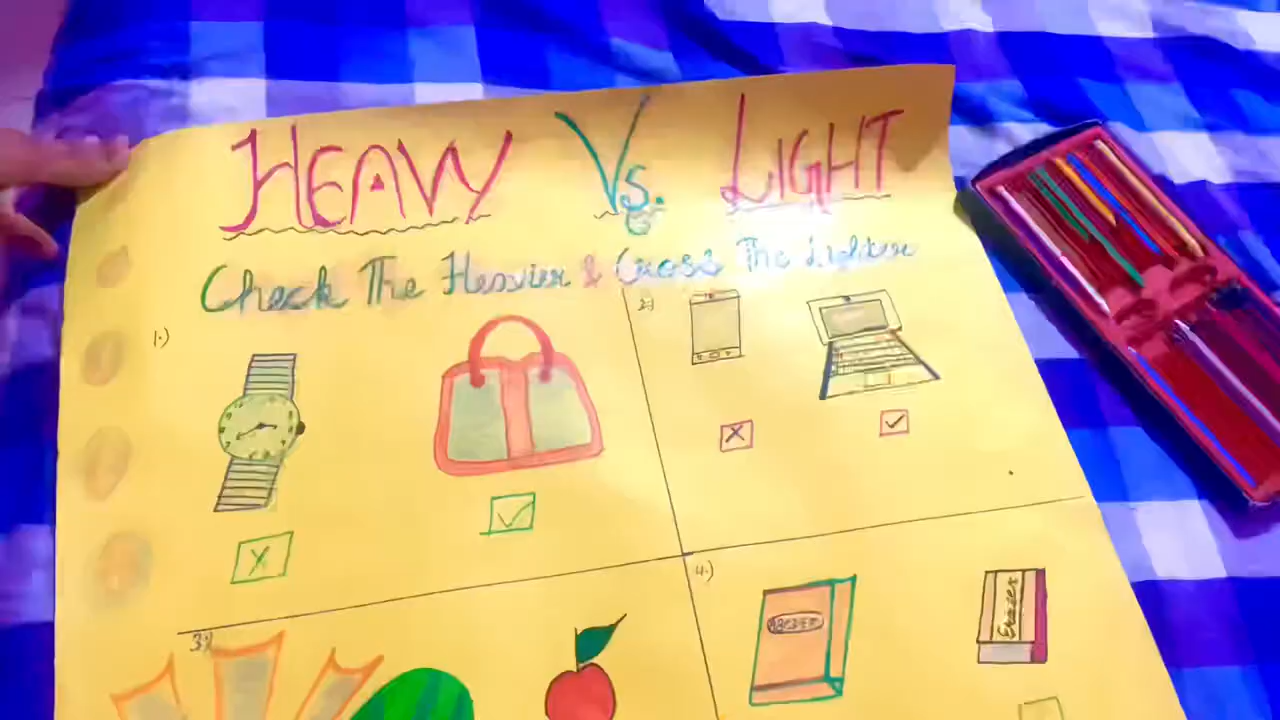 HEAVY Vs. LIGHT
Check The Heavier & Cross The Lighter
1.)
2.)
3.)
4.)
Eraser